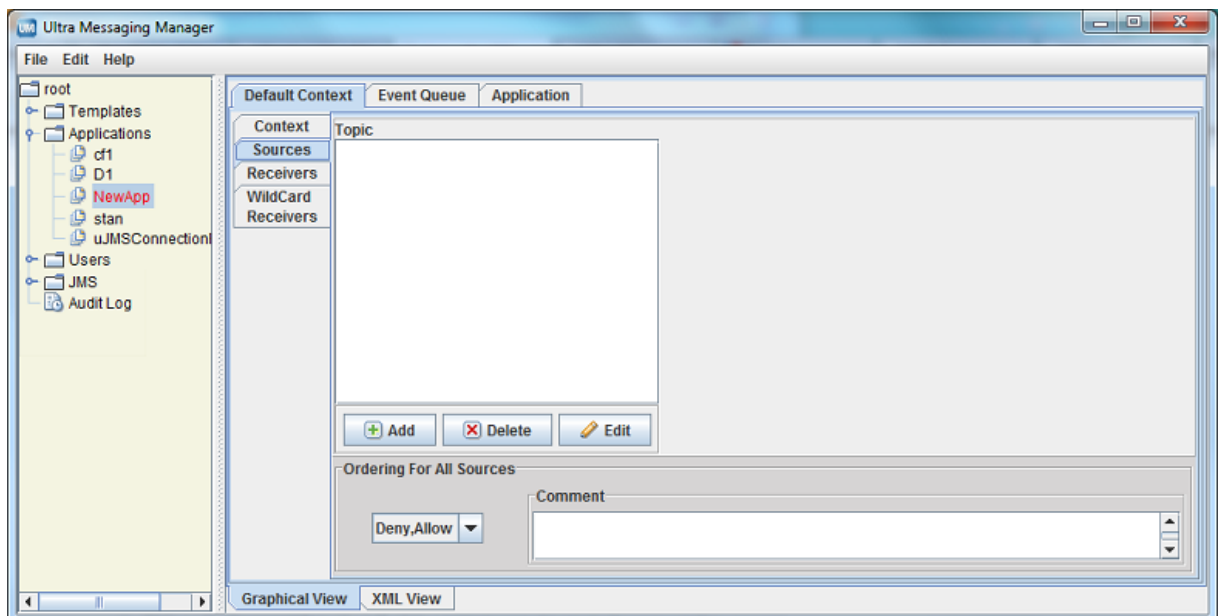 UM Ultra Messaging Manager
File Edit Help
root
Templates
Applications
cf1
D1
NewApp
stan
uJMSConnection
Users
JMS
Audit Log
Default Context Event Queue Application
Context
Sources
Receivers
WildCard
Receivers
Topic
Add Delete Edit
Ordering For All Sources
Deny,Allow
Comment
Graphical View XML View